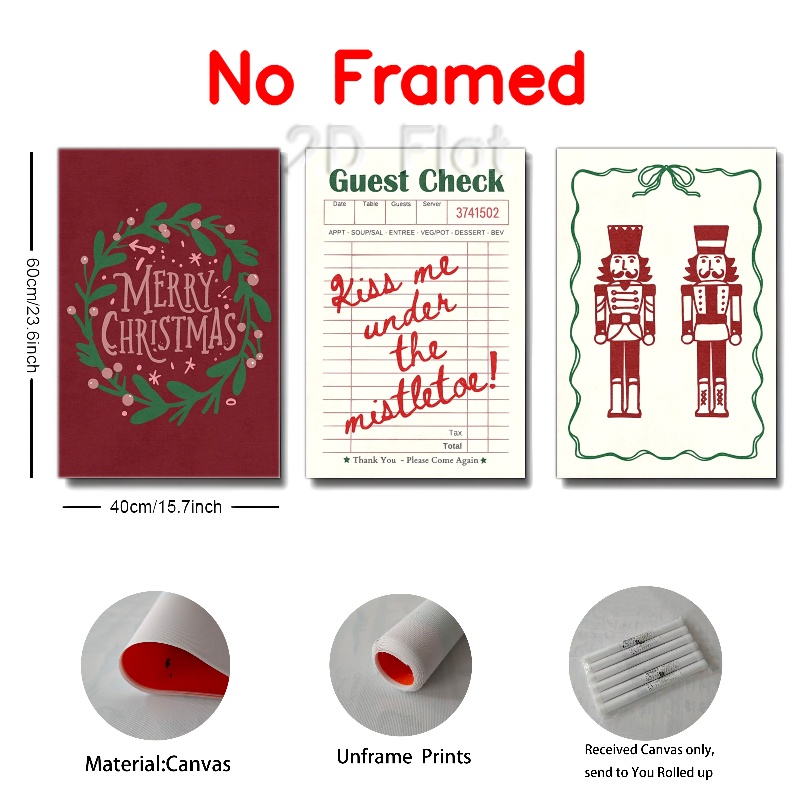 No Framed
2D Flat
60cm/23.6inch
MERRY
CHRISTMAS
Guest Check
Date Table Guests Server
3741502
APPT - SOUP/SAL - ENTREE - VEG/POT - DESSERT - BEV
Kiss me
under
the
mistletoe!
Tax
Total
Thank You - Please Come Again
40cm/15.7inch
Material:Canvas
Unframe Prints
Received Canvas only,
send to You Rolled up